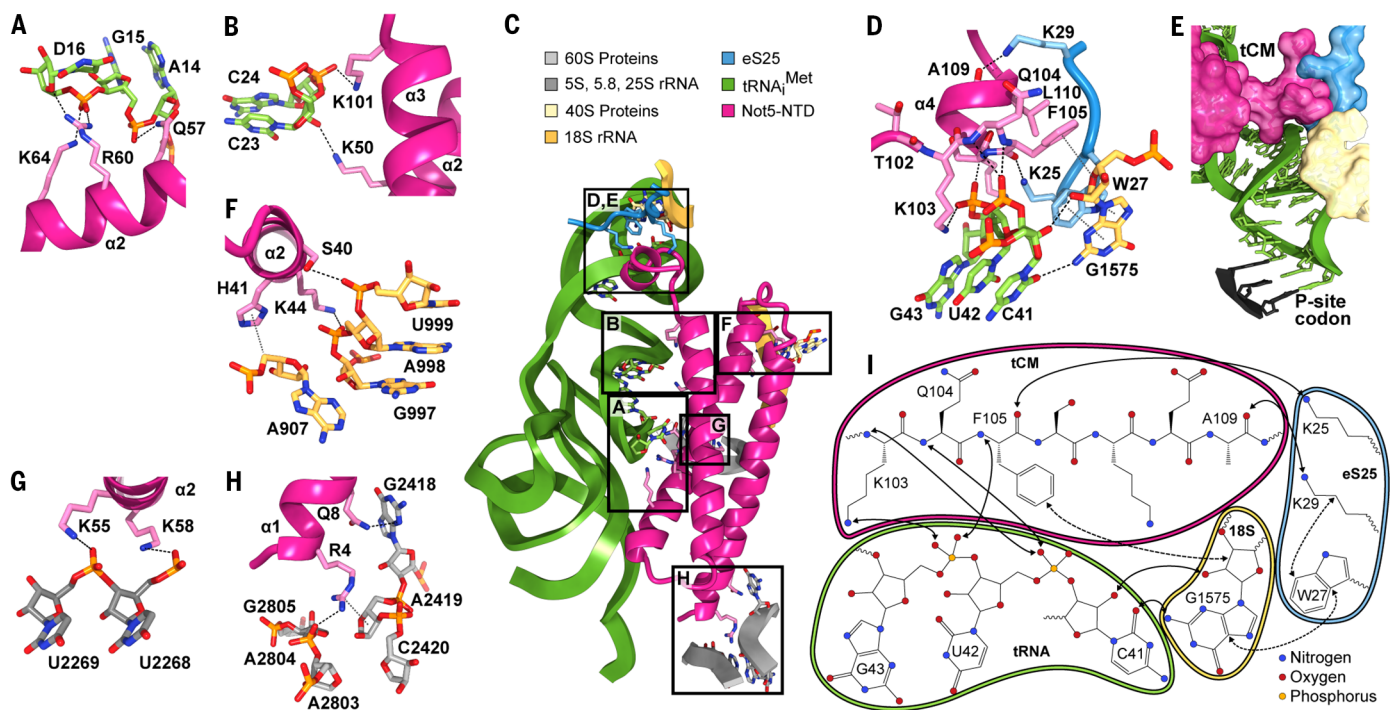 A
D16
G15
A14
Q57
K64
R60
α2
B
C24
C23
K101
α3
K50
α2
C
60S Proteins
5S, 5.8, 25S rRNA
40S Proteins
18S rRNA
eS25
tRNAiMet
Not5-NTD
D,E
B
F
A
G
H
D
K29
A109
Q104
L110
α4
F105
T102
K25
W27
K103
G1575
G43
U42
C41
E
tCM
P-site
codon
F
α2
S40
H41
K44
U999
A998
G997
A907
G
α2
K55
K58
U2269
U2268
H
G2418
Q8
α1
R4
A2419
G2805
A2804
C2420
A2803
I
tCM
Q104
F105
A109
K25
eS25
K103
K29
18S
G1575
W27
U42
tRNA
C41
G43
Nitrogen
Oxygen
Phosphorus